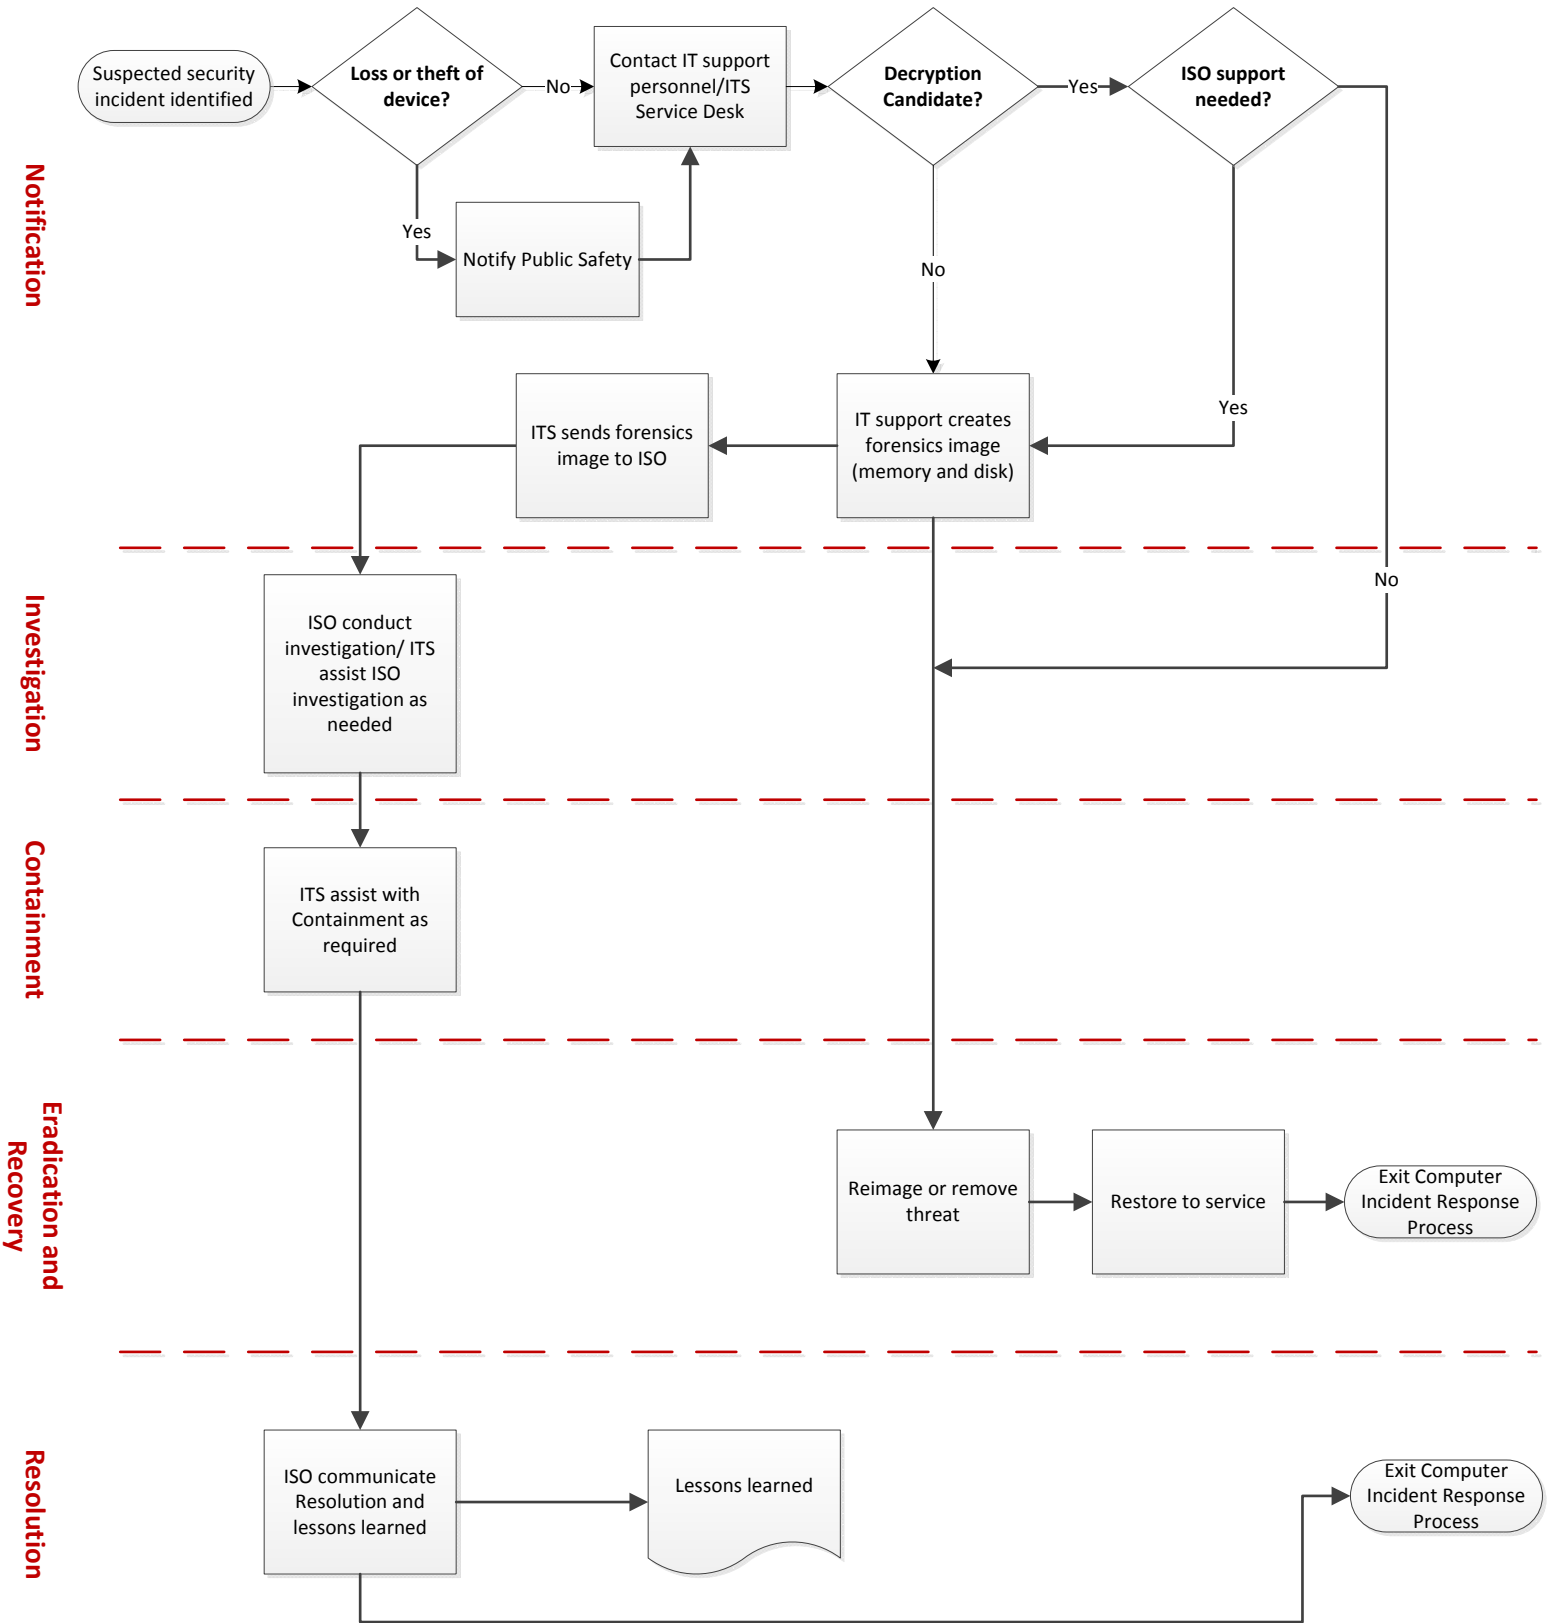 Suspected security
incident identified
Loss or theft of
device?
No
Contact IT support
personnel/ITS
Service Desk
Decryption
Candidate?
Yes
ISO support
needed?
Notification
Yes
Notify Public Safety
No
Yes
ITS sends forensics
image to ISO
IT support creates
forensics image
(memory and disk)
No
Investigation
ISO conduct
investigation/ ITS
assist ISO
investigation as
needed
Containment
ITS assist with
Containment as
required
Eradication and
Recovery
Reimage or remove
threat
Restore to service
Exit Computer
Incident Response
Process
Resolution
ISO communicate
Resolution and
lessons learned
Lessons learned
Exit Computer
Incident Response
Process